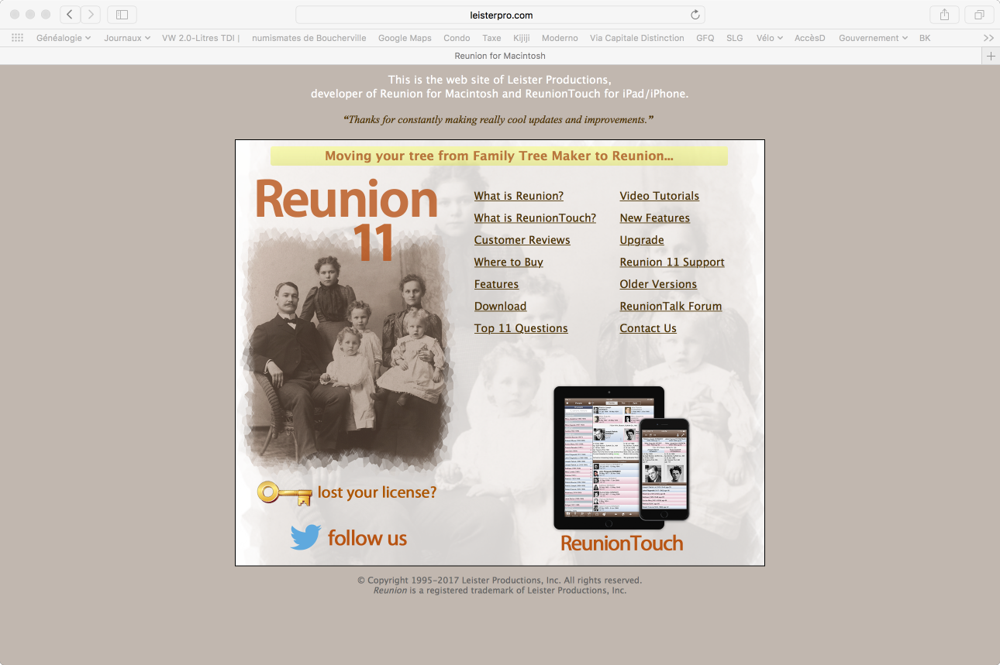 leisterpro.com
Généalogie Journaux VW 2.0-Litres TDI | numismates de Boucherville Google Maps Condo Taxe Kijiji Moderno Via Capitale Distinction GFQ SLG Vélo AccèsD Gouvernement BK
Reunion for Macintosh
This is the web site of Leister Productions,
developer of Reunion for Macintosh and ReunionTouch for iPad/iPhone.
“Thanks for constantly making really cool updates and improvements.”
Moving your tree from Family Tree Maker to Reunion...
Reunion
11
What is Reunion?
What is ReunionTouch?
Customer Reviews
Where to Buy
Features
Download
Top 11 Questions
Video Tutorials
New Features
Upgrade
Reunion 11 Support
Older Versions
ReunionTalk Forum
Contact Us
lost your license?
follow us
ReunionTouch
© Copyright 1995-2017 Leister Productions, Inc. All rights reserved.
Reunion is a registered trademark of Leister Productions, Inc.